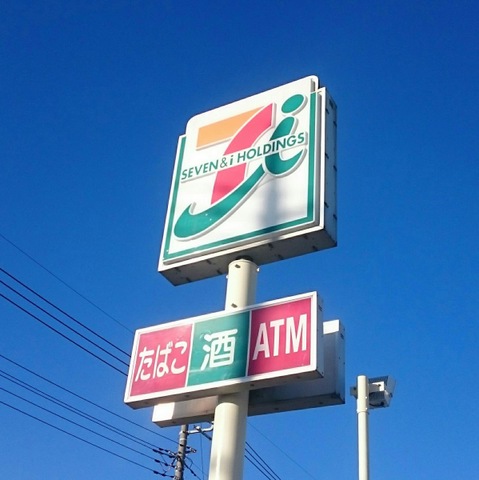 SEVEN & i HOLDINGS
たばこ 酒 ATM